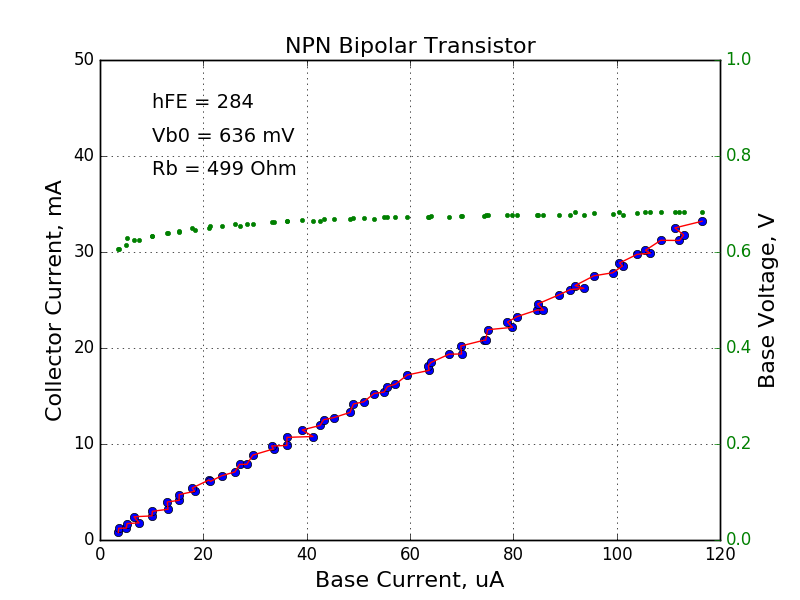 NPN Bipolar Transistor
hFE = 284
Vb0 = 636 mV
Rb = 499 Ohm
50
40
30
20
10
0
Collector Current, mA
1.0
0.8
0.6
0.4
0.2
0.0
Base Voltage, V
0 20 40 60 80 100 120
Base Current, uA